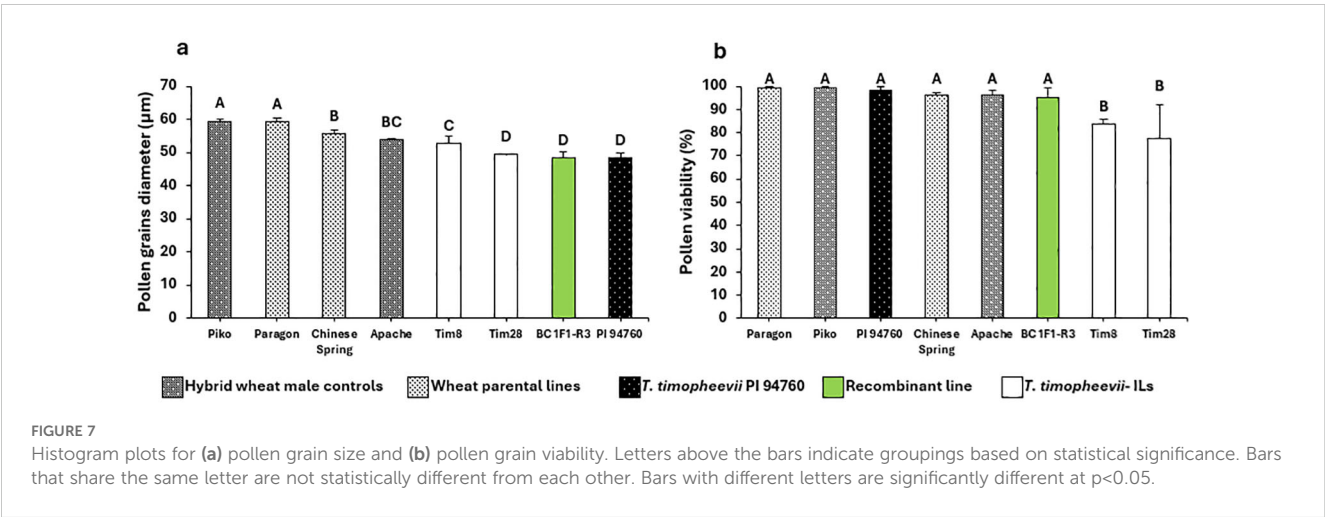 a
Pollen grains diameter (µm)
70
60
50
40
30
20
10
0
A
A
B
BC
C
D
D
D
Piko
Paragon
Chinese
Spring
Apache
Tim8
Tim28
BC1F1-R3
PI 94760
b
Pollen viability (%)
100
90
80
70
60
50
40
30
20
10
0
A
A
A
A
A
A
B
B
Paragon
Piko
PI 94760
Chinese
Spring
Apache
BC1F1-R3
Tim8
Tim28
Hybrid wheat male controls
Wheat parental lines
T. timopheevii PI 94760
Recombinant line
T. timopheevii- ILs
FIGURE 7
Histogram plots for (a) pollen grain size and (b) pollen grain viability. Letters above the bars indicate groupings based on statistical significance. Bars
that share the same letter are not statistically different from each other. Bars with different letters are significantly different at p<0.05.